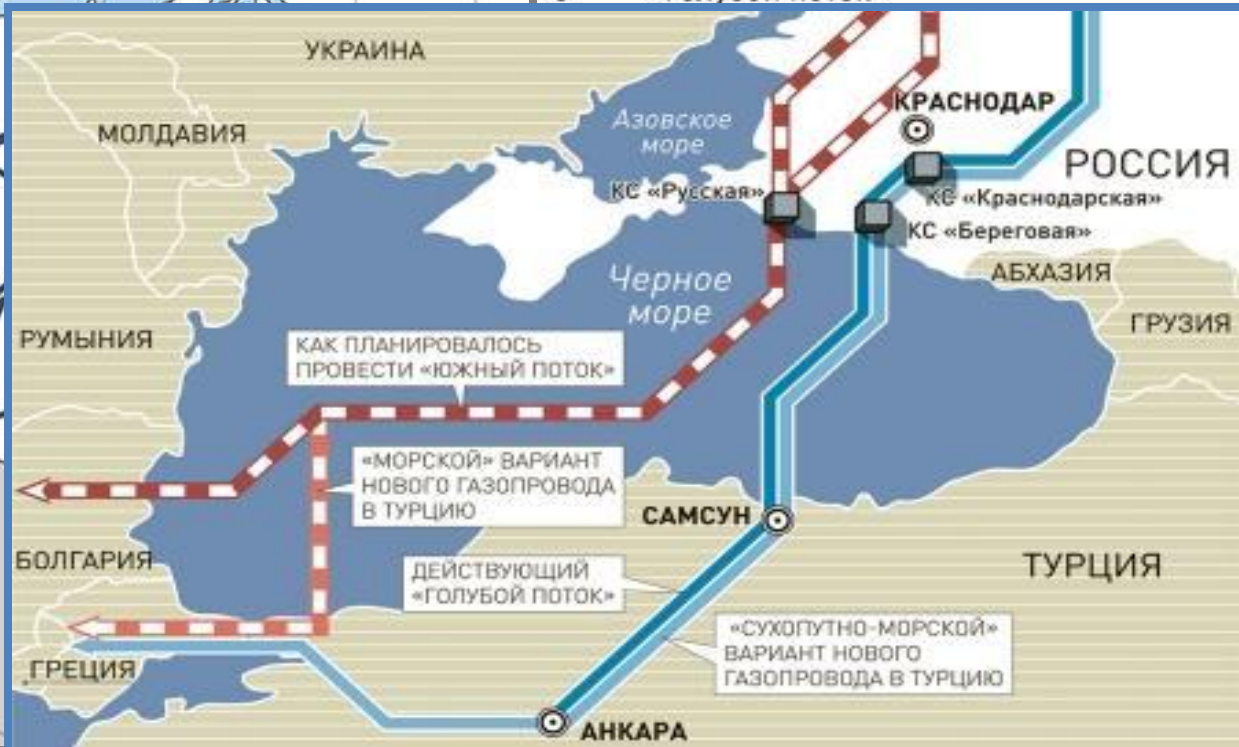 УКРАИНА
МОЛДАВИЯ
Азовское
море
КРАСНОДАР
РОССИЯ
КС «Русская»
КС «Краснодарская»
КС «Береговая»
АБХАЗИЯ
ГРУЗИЯ
Черное
море
РУМЫНИЯ
КАК ПЛАНИРОВАЛОСЬ
ПРОВЕСТИ «ЮЖНЫЙ ПОТОК»
«МОРСКОЙ» ВАРИАНТ
НОВОГО ГАЗОПРОВОДА
В ТУРЦИЮ
САМСУН
БОЛГАРИЯ
ДЕЙСТВУЮЩИЙ
«ГОЛУБОЙ ПОТОК»
ТУРЦИЯ
«СУХОПУТНО-МОРСКОЙ»
ВАРИАНТ НОВОГО
ГАЗОПРОВОДА В ТУРЦИЮ
ГРЕЦИЯ
АНКАРА